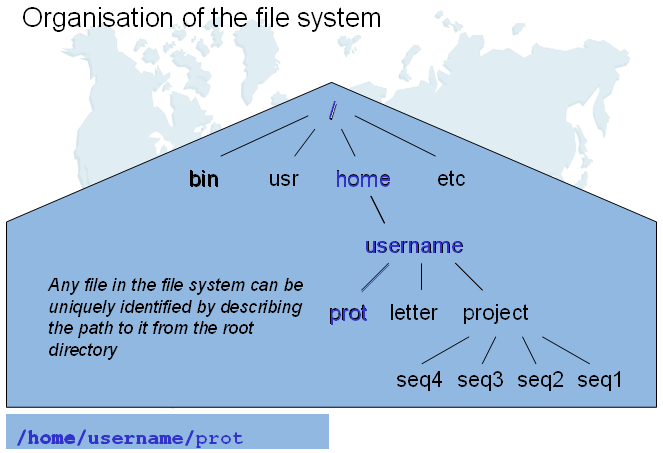 Organisation of the file system
/
bin usr home etc
username
Any file in the file system can be
uniquely identified by describing
the path to it from the root
directory
prot letter project
seq4 seq3 seq2 seq1
/home/username/prot